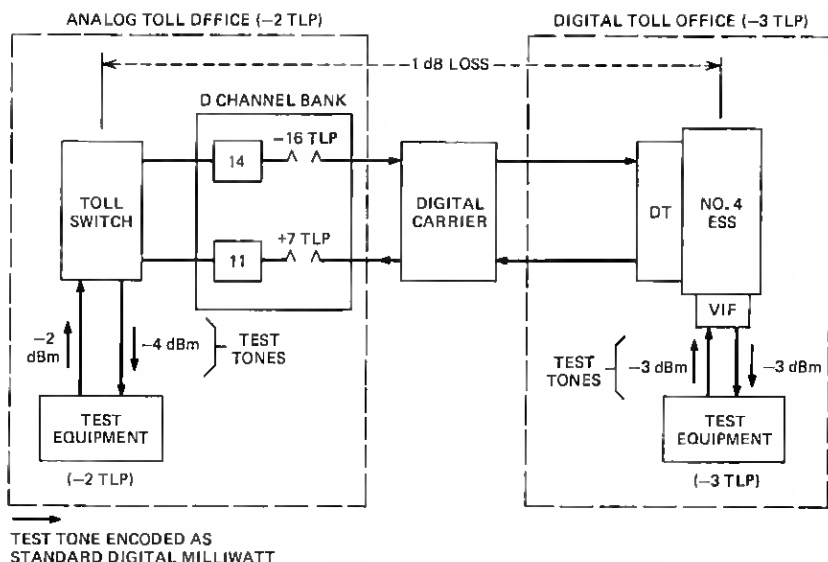 ANALOG TOLL OFFICE (−2 TLP)
DIGITAL TOLL OFFICE (−3 TLP)
1 dB LOSS
D CHANNEL BANK
−16 TLP
14
TOLL
SWITCH
+7 TLP
11
DIGITAL
CARRIER
DT
NO. 4
ESS
VIF
−2
dBm
−4 dBm
TEST
TONES
TEST
TONES
−3 dBm
−3 dBm
TEST
EQUIPMENT
(−2 TLP)
TEST
EQUIPMENT
(−3 TLP)
TEST TONE ENCODED AS
STANDARD DIGITAL MILLIWATT